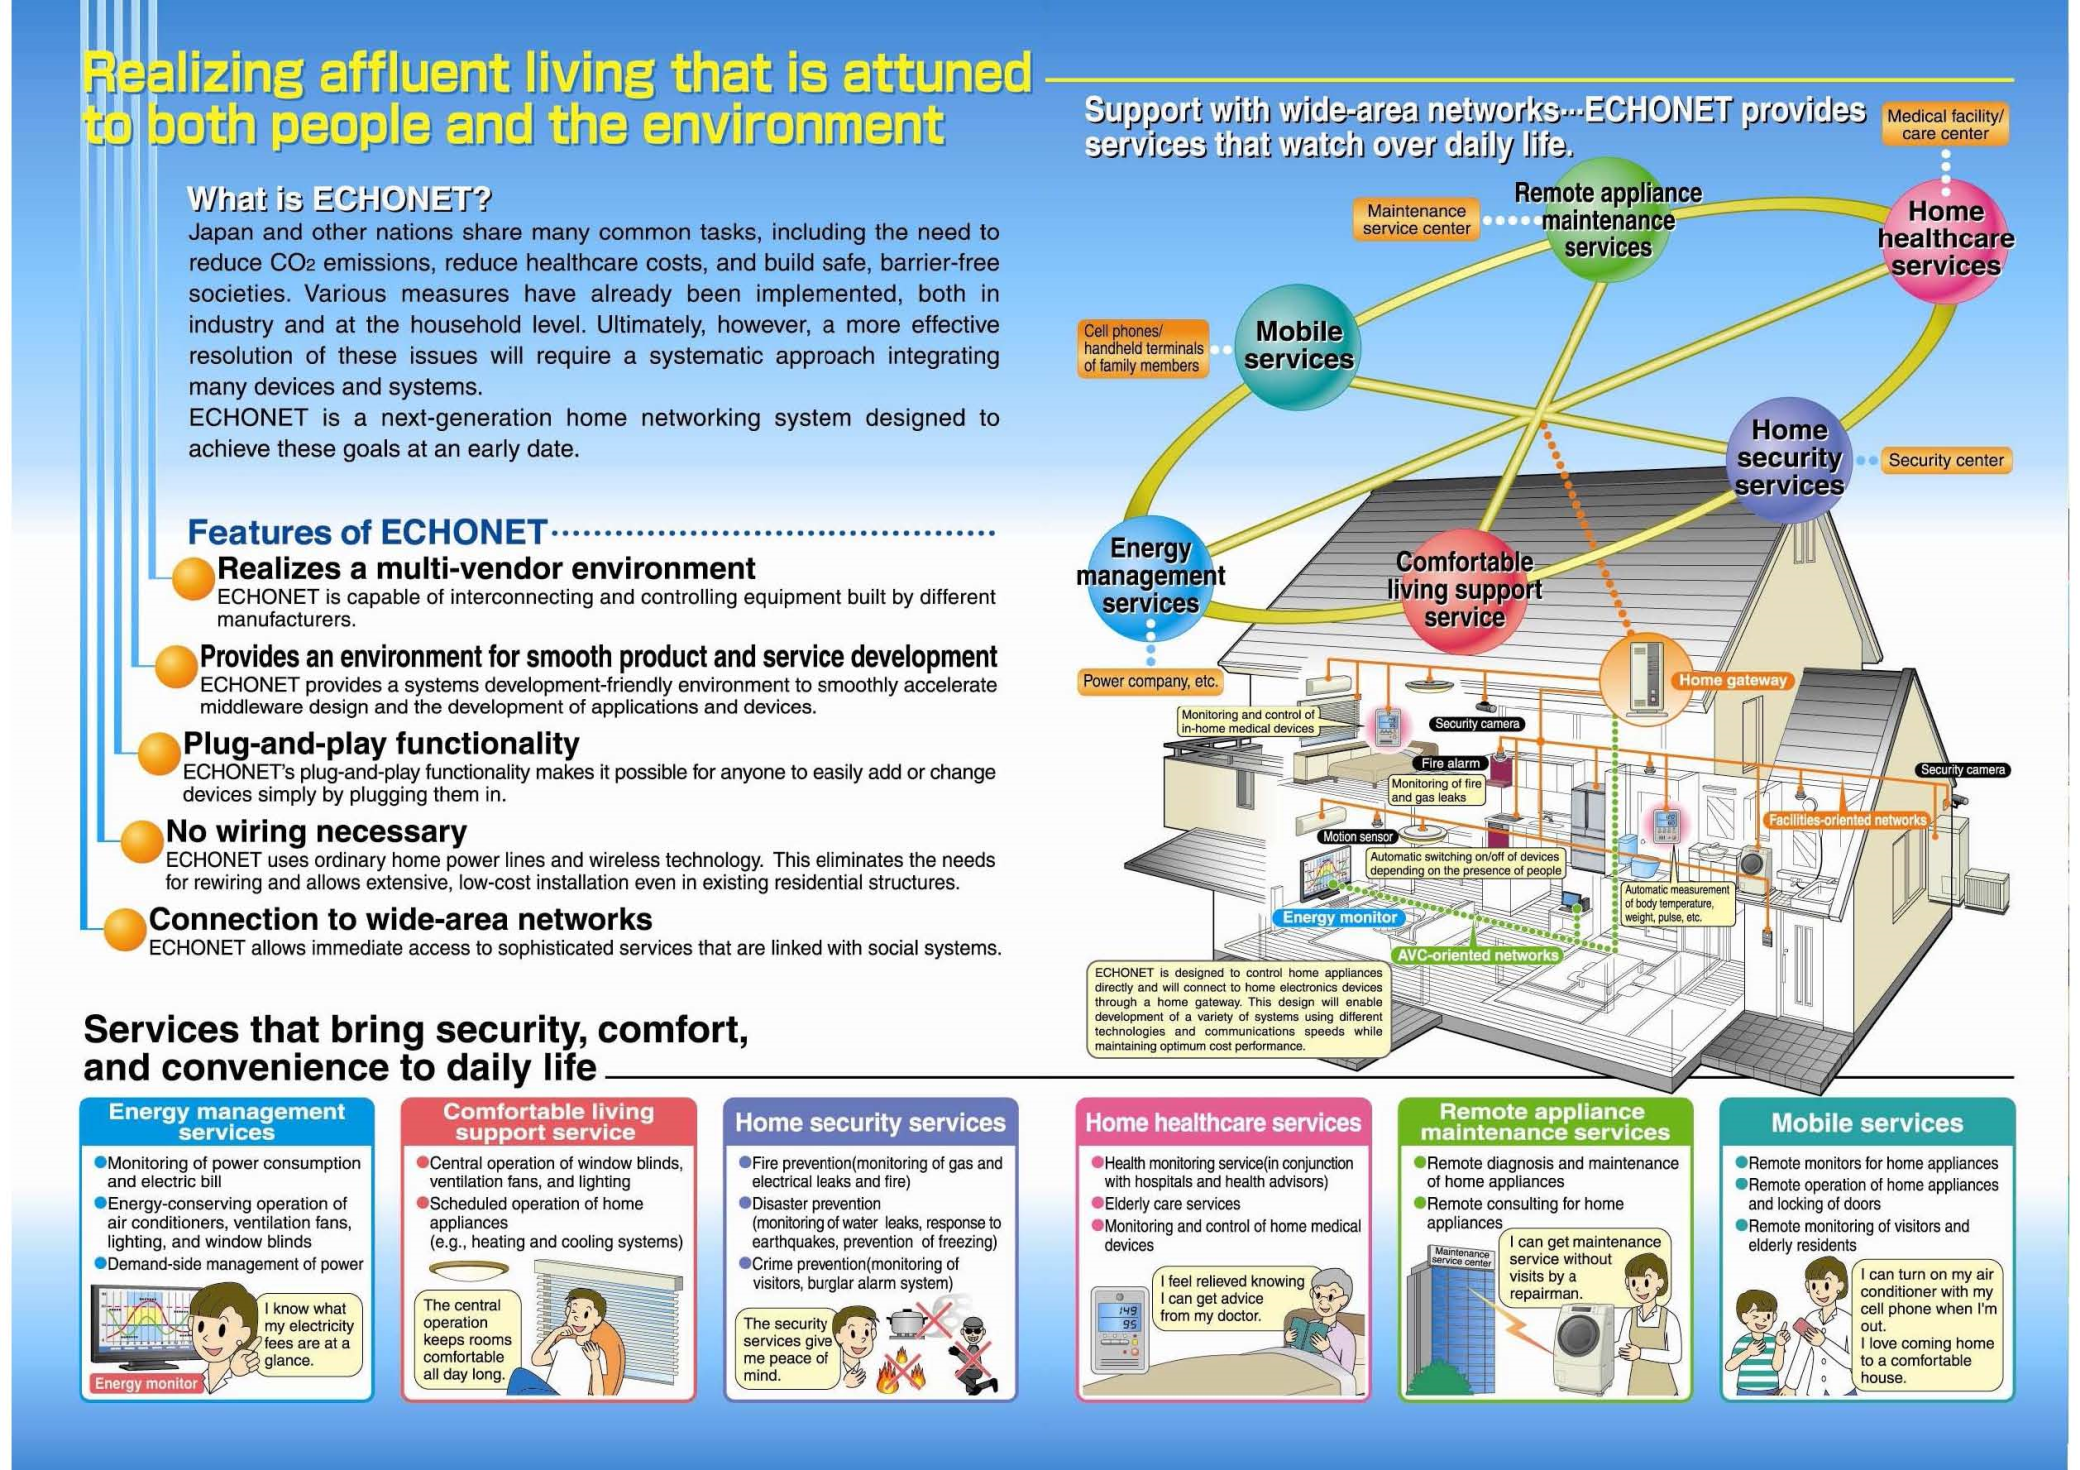 Realizing affluent living that is attuned
to both people and the environment
What is ECHONET?
Japan and other nations share many common tasks, including the need to
reduce CO2 emissions, reduce healthcare costs, and build safe, barrier-free
societies. Various measures have already been implemented, both in
industry and at the household level. Ultimately, however, a more effective
resolution of these issues will require a systematic approach integrating
many devices and systems.
ECHONET is a next-generation home networking system designed to
achieve these goals at an early date.
Features of ECHONET
Realizes a multi-vendor environment
ECHONET is capable of interconnecting and controlling equipment built by different
manufacturers.
Provides an environment for smooth product and service development
ECHONET provides a systems development-friendly environment to smoothly accelerate
middleware design and the development of applications and devices.
Plug-and-play functionality
ECHONET's plug-and-play functionality makes it possible for anyone to easily add or change
devices simply by plugging them in.
No wiring necessary
ECHONET uses ordinary home power lines and wireless technology. This eliminates the needs
for rewiring and allows extensive, low-cost installation even in existing residential structures.
Connection to wide-area networks
ECHONET allows immediate access to sophisticated services that are linked with social systems.
Support with wide-area networks···ECHONET provides
services that watch over daily life.
Medical facility/
care center
Maintenance
service center
Remote appliance
maintenance
services
Home
healthcare
services
Cell phones/
handheld terminals
of family members
Mobile
services
Home
security
services
Security center
Energy
management
services
Comfortable
living support
service
Power company, etc.
Home gateway
Monitoring and control of
in-home medical devices
Security camera
Fire alarm
Monitoring of fire
and gas leaks
Security camera
Facilities-oriented networks
Motion sensor
Automatic switching on/off of devices
depending on the presence of people
Automatic measurement
of body temperature,
weight, pulse, etc.
Energy monitor
AVC-oriented networks
ECHONET is designed to control home appliances
directly and will connect to home electronics devices
through a home gateway. This design will enable
development of a variety of systems using different
technologies and communications speeds while
maintaining optimum cost performance.
Services that bring security, comfort,
and convenience to daily life
Energy management
services
●Monitoring of power consumption
and electric bill
●Energy-conserving operation of
air conditioners, ventilation fans,
lighting, and window blinds
●Demand-side management of power
I know what
my electricity
fees are at a
glance.
Energy monitor
Comfortable living
support service
●Central operation of window blinds,
ventilation fans, and lighting
●Scheduled operation of home
appliances
(e.g., heating and cooling systems)
The central
operation
keeps rooms
comfortable
all day long.
Home security services
●Fire prevention(monitoring of gas and
electrical leaks and fire)
●Disaster prevention
(monitoring of water leaks, response to
earthquakes, prevention of freezing)
●Crime prevention(monitoring of
visitors, burglar alarm system)
The security
services give
me peace of
mind.
Home healthcare services
●Health monitoring service(in conjunction
with hospitals and health advisors)
●Elderly care services
●Monitoring and control of home medical
devices
149
95
I feel relieved knowing
I can get advice
from my doctor.
Remote appliance
maintenance services
●Remote diagnosis and maintenance
of home appliances
●Remote consulting for home
appliances
Maintenance
service center
I can get maintenance
service without
visits by a
repairman.
Mobile services
●Remote monitors for home appliances
●Remote operation of home appliances
and locking of doors
●Remote monitoring of visitors and
elderly residents
I can turn on my air
conditioner with my
cell phone when I'm
out.
I love coming home
to a comfortable
house.